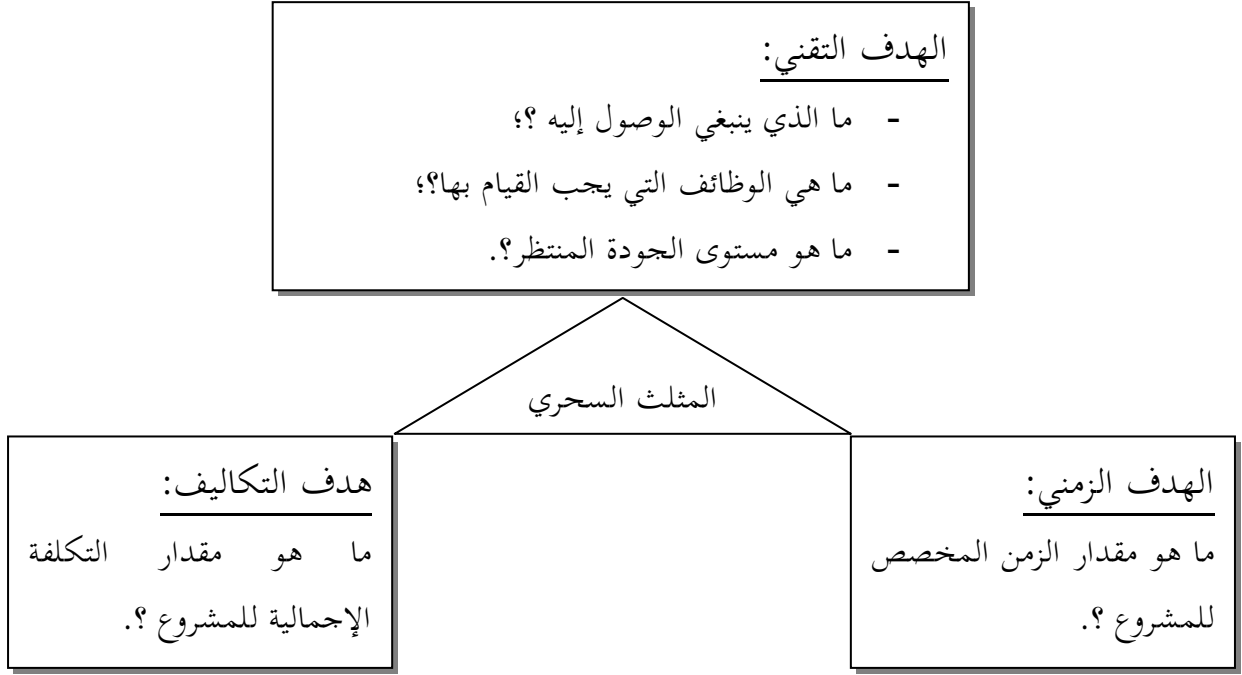 الهدف التقني:
- ما الذي ينبغي الوصول إليه ؟؛
- ما هي الوظائف التي يجب القيام بها؟؛
- ما هو مستوى الجودة المنتظر؟.
المثلث السحري
الهدف الزمني:
ما هو مقدار الزمن المخصص
للمشروع ؟.
هدف التكاليف:
ما هو مقدار التكلفة
الإجمالية للمشروع ؟.